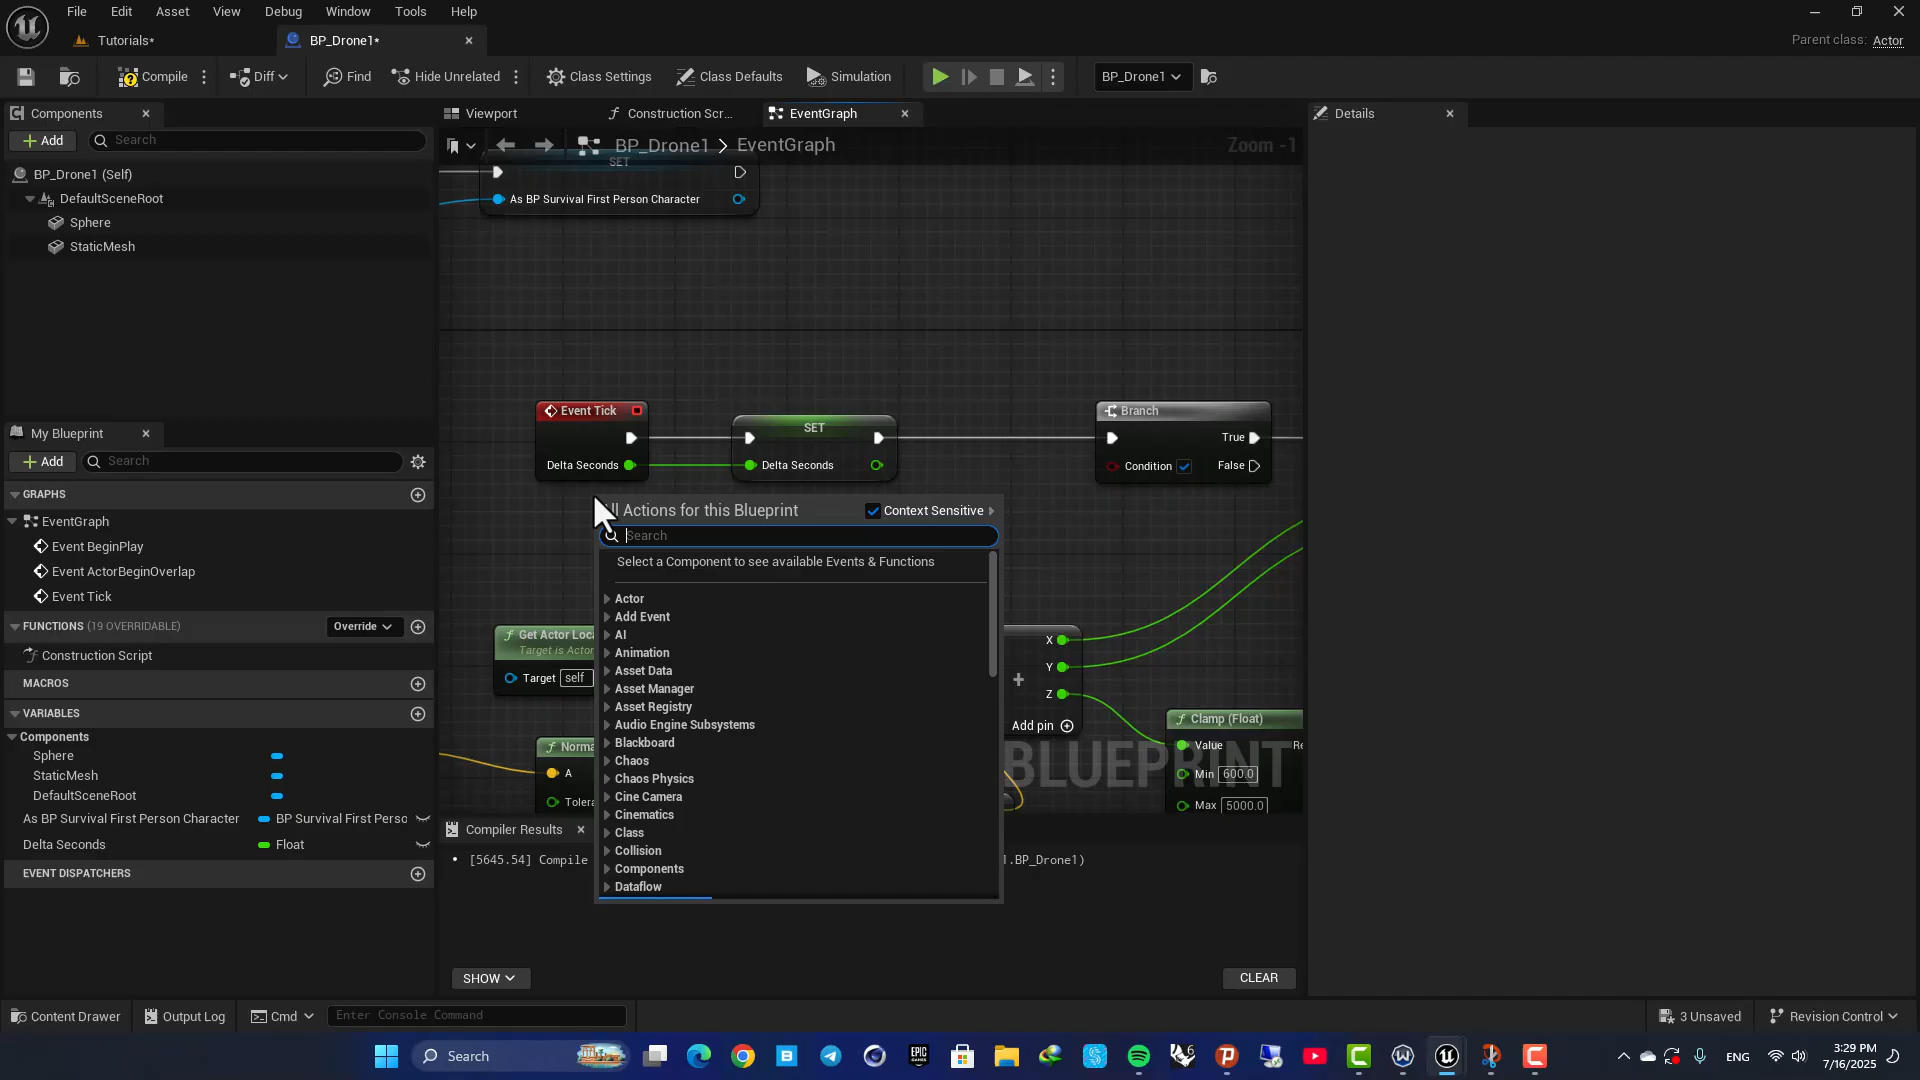 File Edit Asset View Debug Window Tools Help
Tutorials* BP_Drone1*
Parent class: Actor
Compile Diff Find Hide Unrelated Class Settings Class Defaults Simulation BP_Drone1
Components
Add Search
BP_Drone1 (Self)
DefaultSceneRoot
Sphere
StaticMesh
My Blueprint
Add Search
GRAPHS
EventGraph
Event BeginPlay
Event ActorBeginOverlap
Event Tick
FUNCTIONS (19 OVERRIDABLE) Override
Construction Script
MACROS
VARIABLES
Components
Sphere
StaticMesh
DefaultSceneRoot
As BP Survival First Person Character BP Survival First Perso
Delta Seconds Float
EVENT DISPATCHERS
Viewport Construction Scr... EventGraph
BP_Drone1 > EventGraph Zoom -1
SET
As BP Survival First Person Character
Event Tick
Delta Seconds
SET
Delta Seconds
Branch
True
Condition False
Actions for this Blueprint Context Sensitive
Search
Select a Component to see available Events & Functions
Actor
Add Event
AI
Animation
Asset Data
Asset Manager
Asset Registry
Audio Engine Subsystems
Blackboard
Chaos
Chaos Physics
Cine Camera
Cinematics
Class
Collision
Components
Dataflow
Get Actor Loca
Target is Actor
Target self
Norma
A
Tolera
X
Y
Z
Add pin
Clamp (Float)
Value Re
Min 600.0
Max 5000.0
BLUEPRINT
Compiler Results
[5645.54] Compile 1.BP_Drone1)
SHOW CLEAR
Details
Content Drawer Output Log Cmd Enter Console Command 3 Unsaved Revision Control
Search
ENG
3:29 PM
7/16/2025